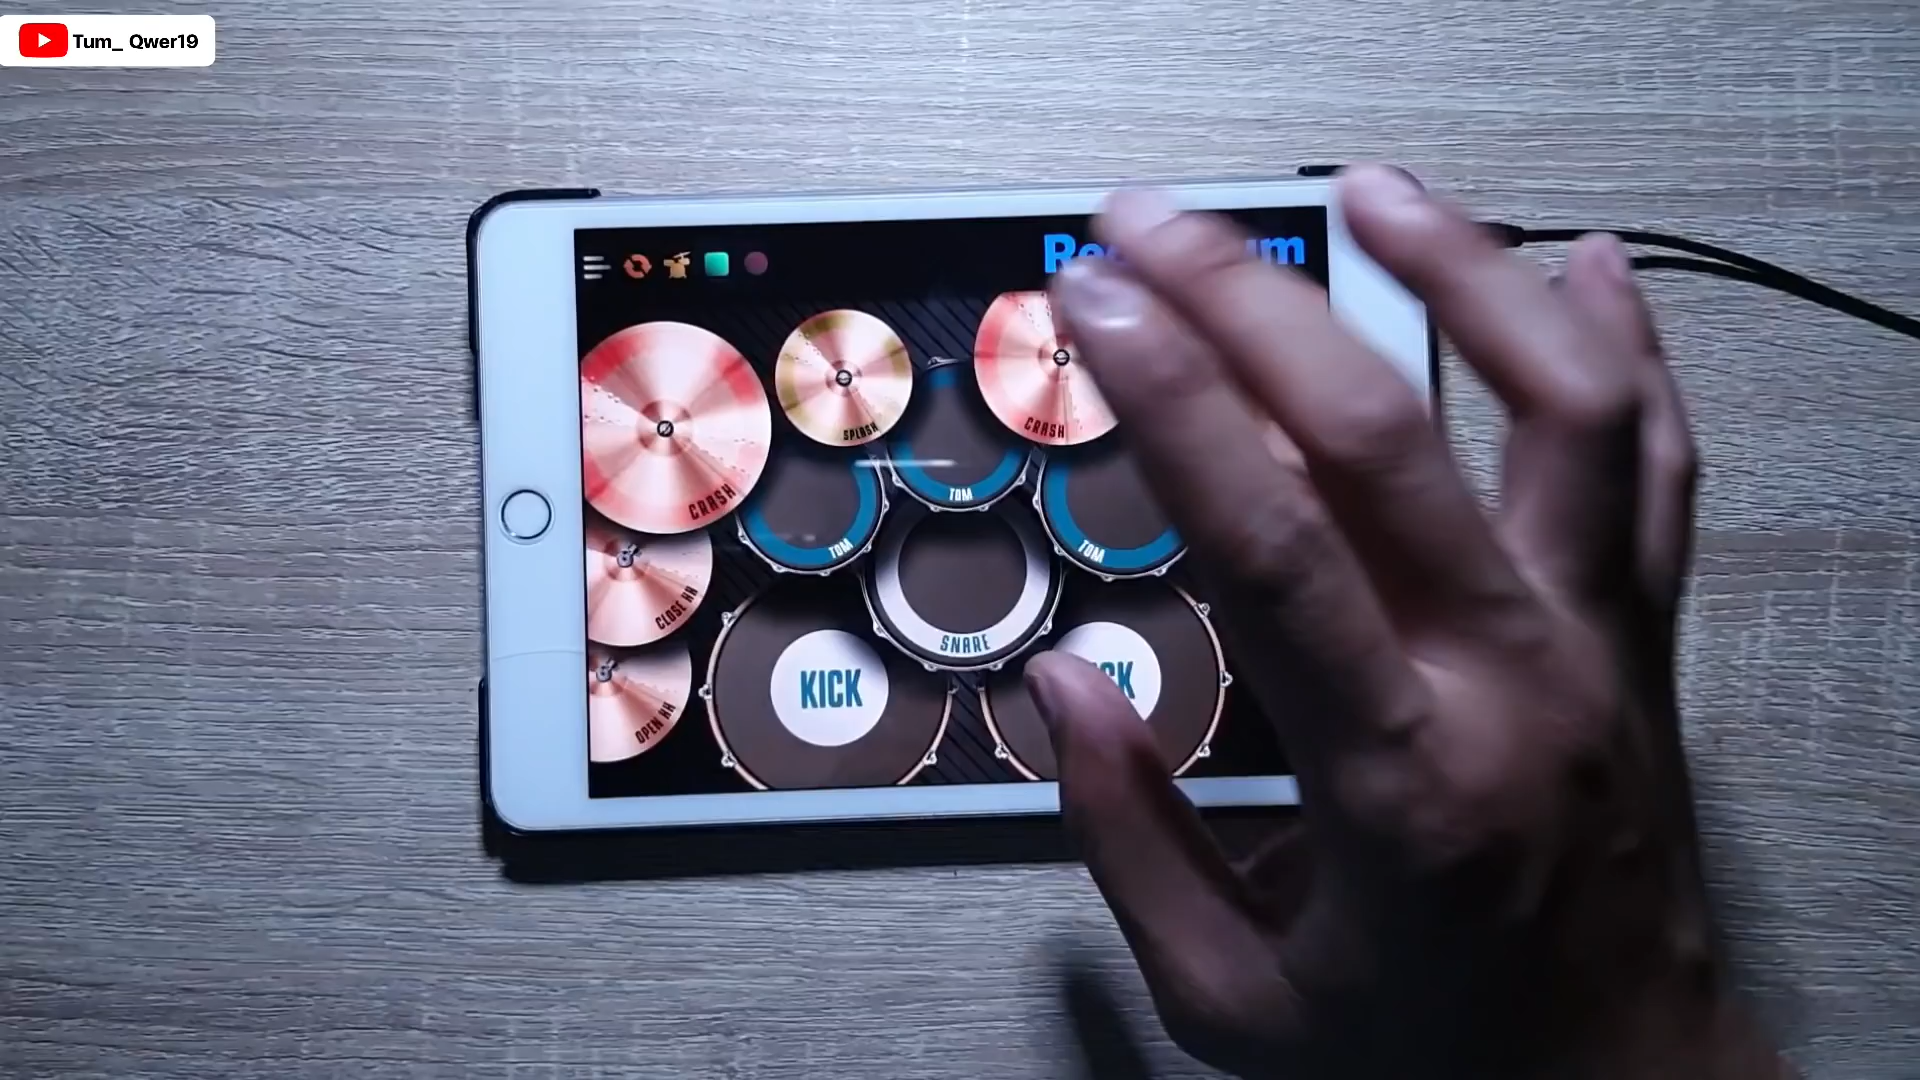 Tum_ Qwer19
CRASH
SPLASH
CRASH
TOM
TOM
TOM
CLOSE HH
SNARE
OPEN HH
KICK